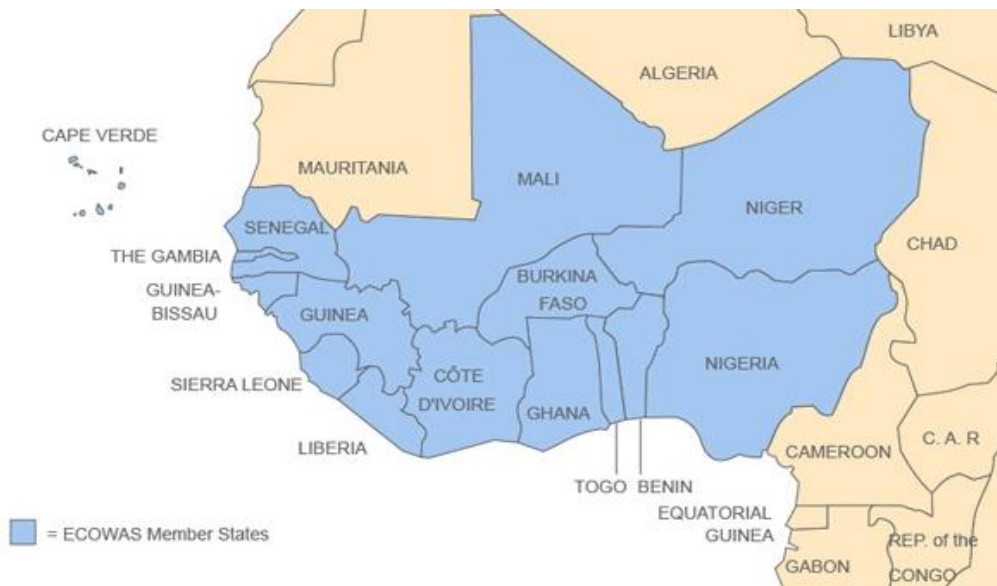 LIBYA
ALGERIA
CAPE VERDE
MAURITANIA
MALI
NIGER
SENEGAL
CHAD
THE GAMBIA
BURKINA
FASO
GUINEA-
BISSAU
GUINEA
NIGERIA
SIERRA LEONE
CÔTE
D'IVOIRE
GHANA
LIBERIA
CAMEROON
C. A. R
TOGO
BENIN
EQUATORIAL
GUINEA
= ECOWAS Member States
REP. of the
CONGO
GABON